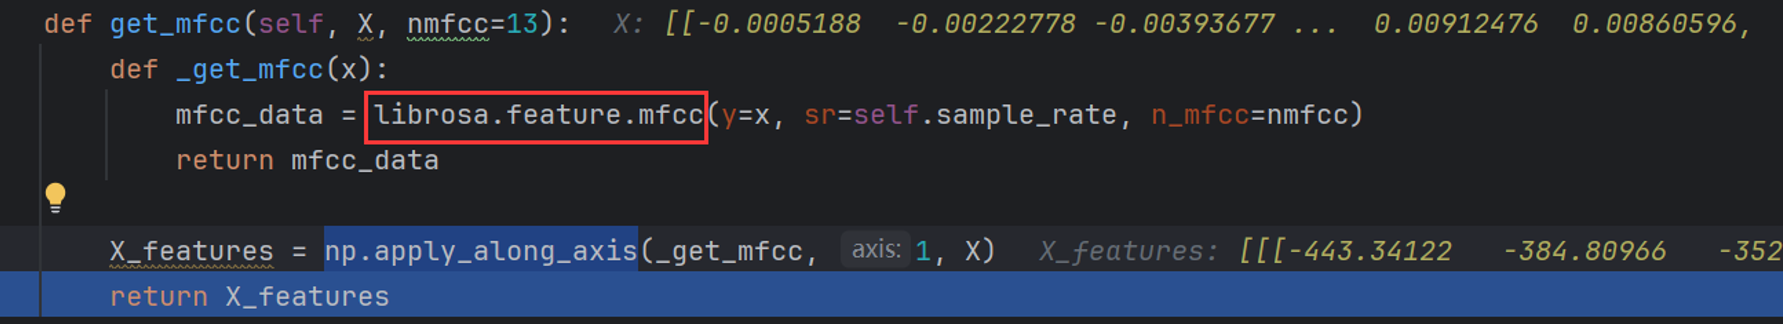 def get_mfcc(self, X, nmfcc=13):   X: [[-0.0005188  -0.00222778 -0.00393677 ...  0.00912476  0.00860596,
def _get_mfcc(x):
mfcc_data = librosa.feature.mfcc(y=x, sr=self.sample_rate, n_mfcc=nmfcc)
return mfcc_data
X_features = np.apply_along_axis(_get_mfcc, axis: 1, X)   X_features: [[[-443.34122   -384.80966   -352
return X_features